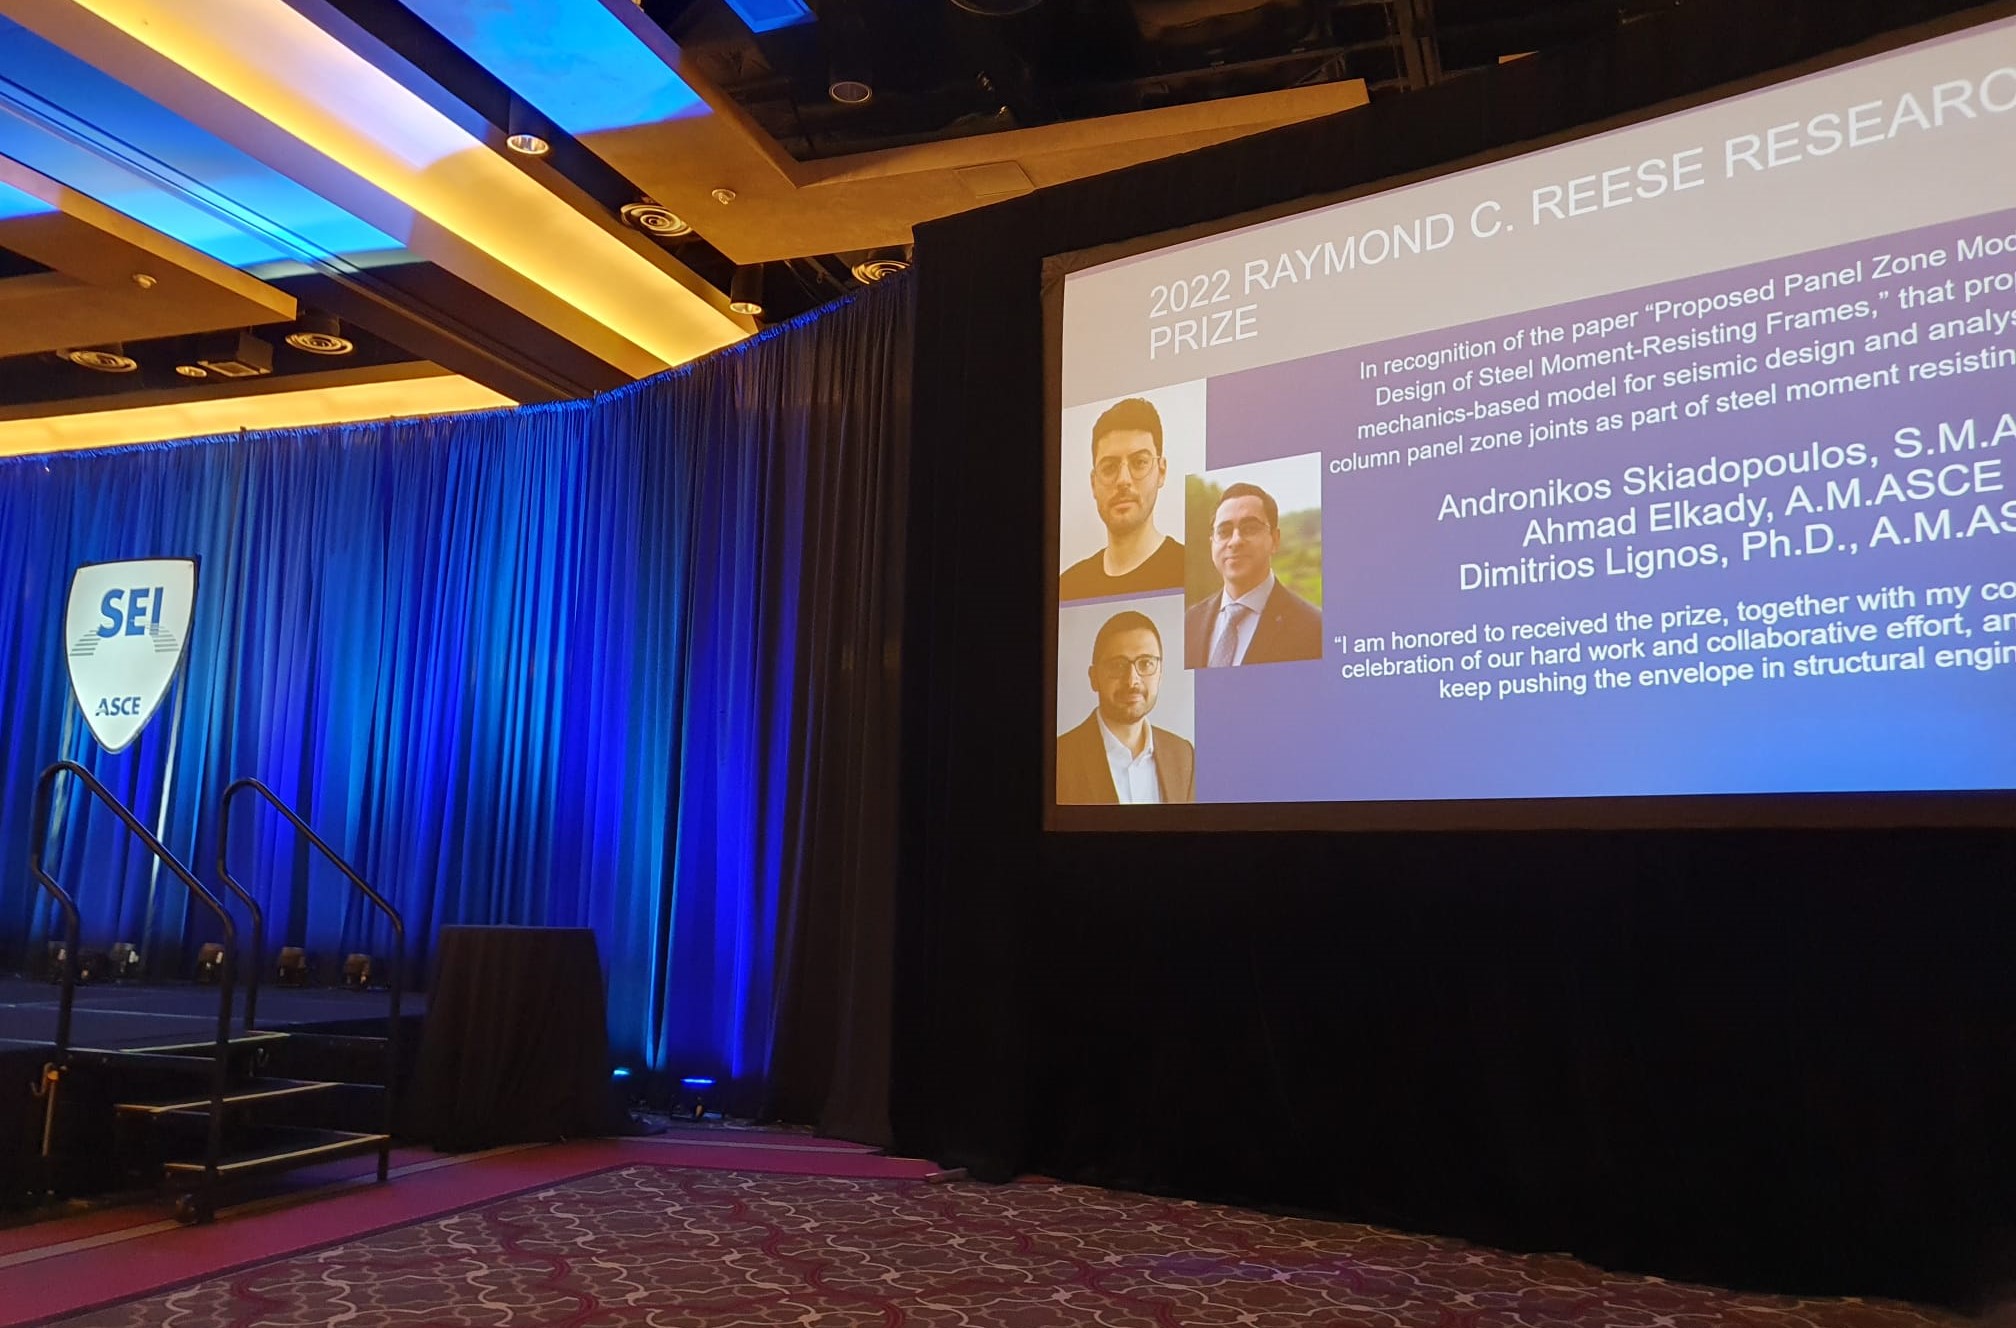 SEI
ASCE
2022 RAYMOND C. REESE RESEARC
PRIZE
In recognition of the paper “Proposed Panel Zone Mod
Design of Steel Moment-Resisting Frames,” that pro
mechanics-based model for seismic design and analys
column panel zone joints as part of steel moment resistin
Andronikos Skiadopoulos, S.M.A
Ahmad Elkady, A.M.ASCE
Dimitrios Lignos, Ph.D., A.M.AS
“I am honored to received the prize, together with my co
celebration of our hard work and collaborative effort, an
keep pushing the envelope in structural engin